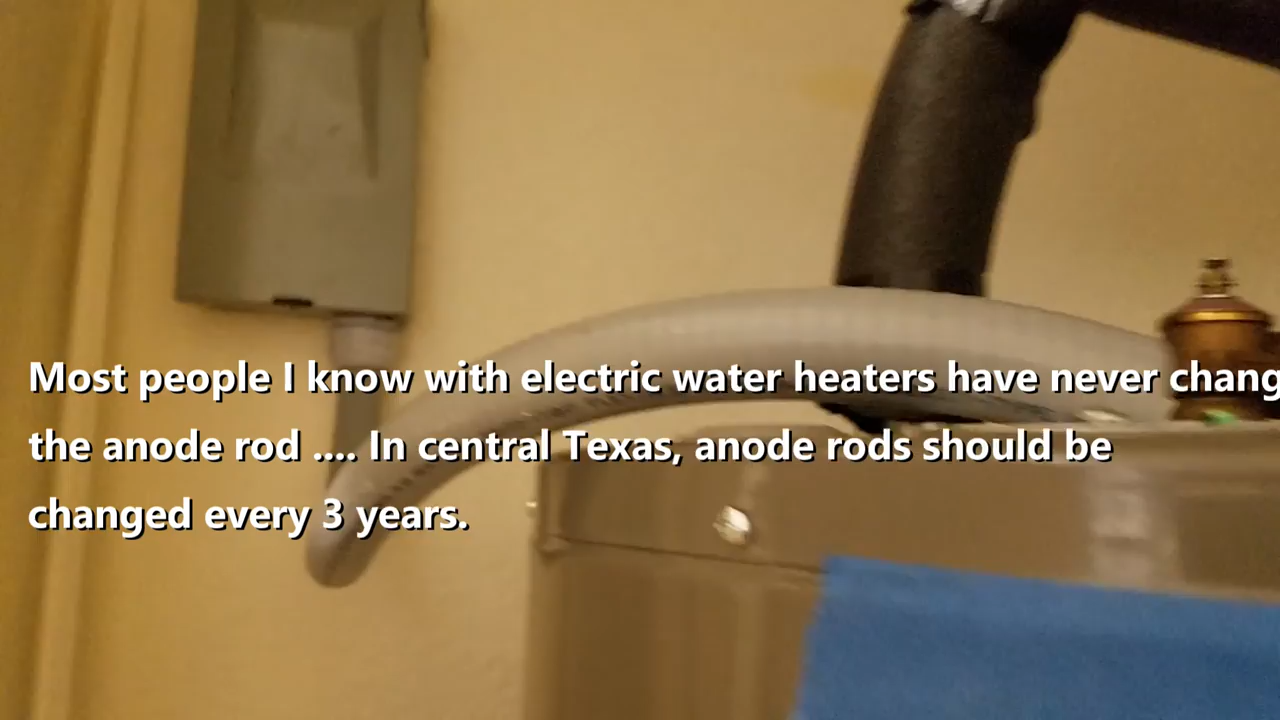 Most people I know with electric water heaters have never chang
the anode rod .... In central Texas, anode rods should be
changed every 3 years.